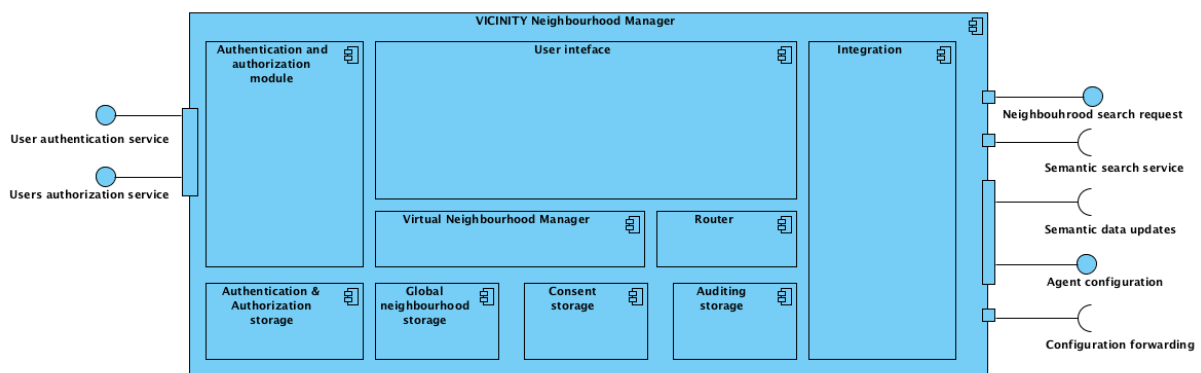 VICINITY Neighbourhood Manager
Authentication and
authorization
module
User inteface
Integration
User authentication service
Users authorization service
Virtual Neighbourhood Manager
Router
Authentication &
Authorization
storage
Global
neighbourhood
storage
Consent
storage
Auditing
storage
Neighbouhrood search request
Semantic search service
Semantic data updates
Agent configuration
Configuration forwarding